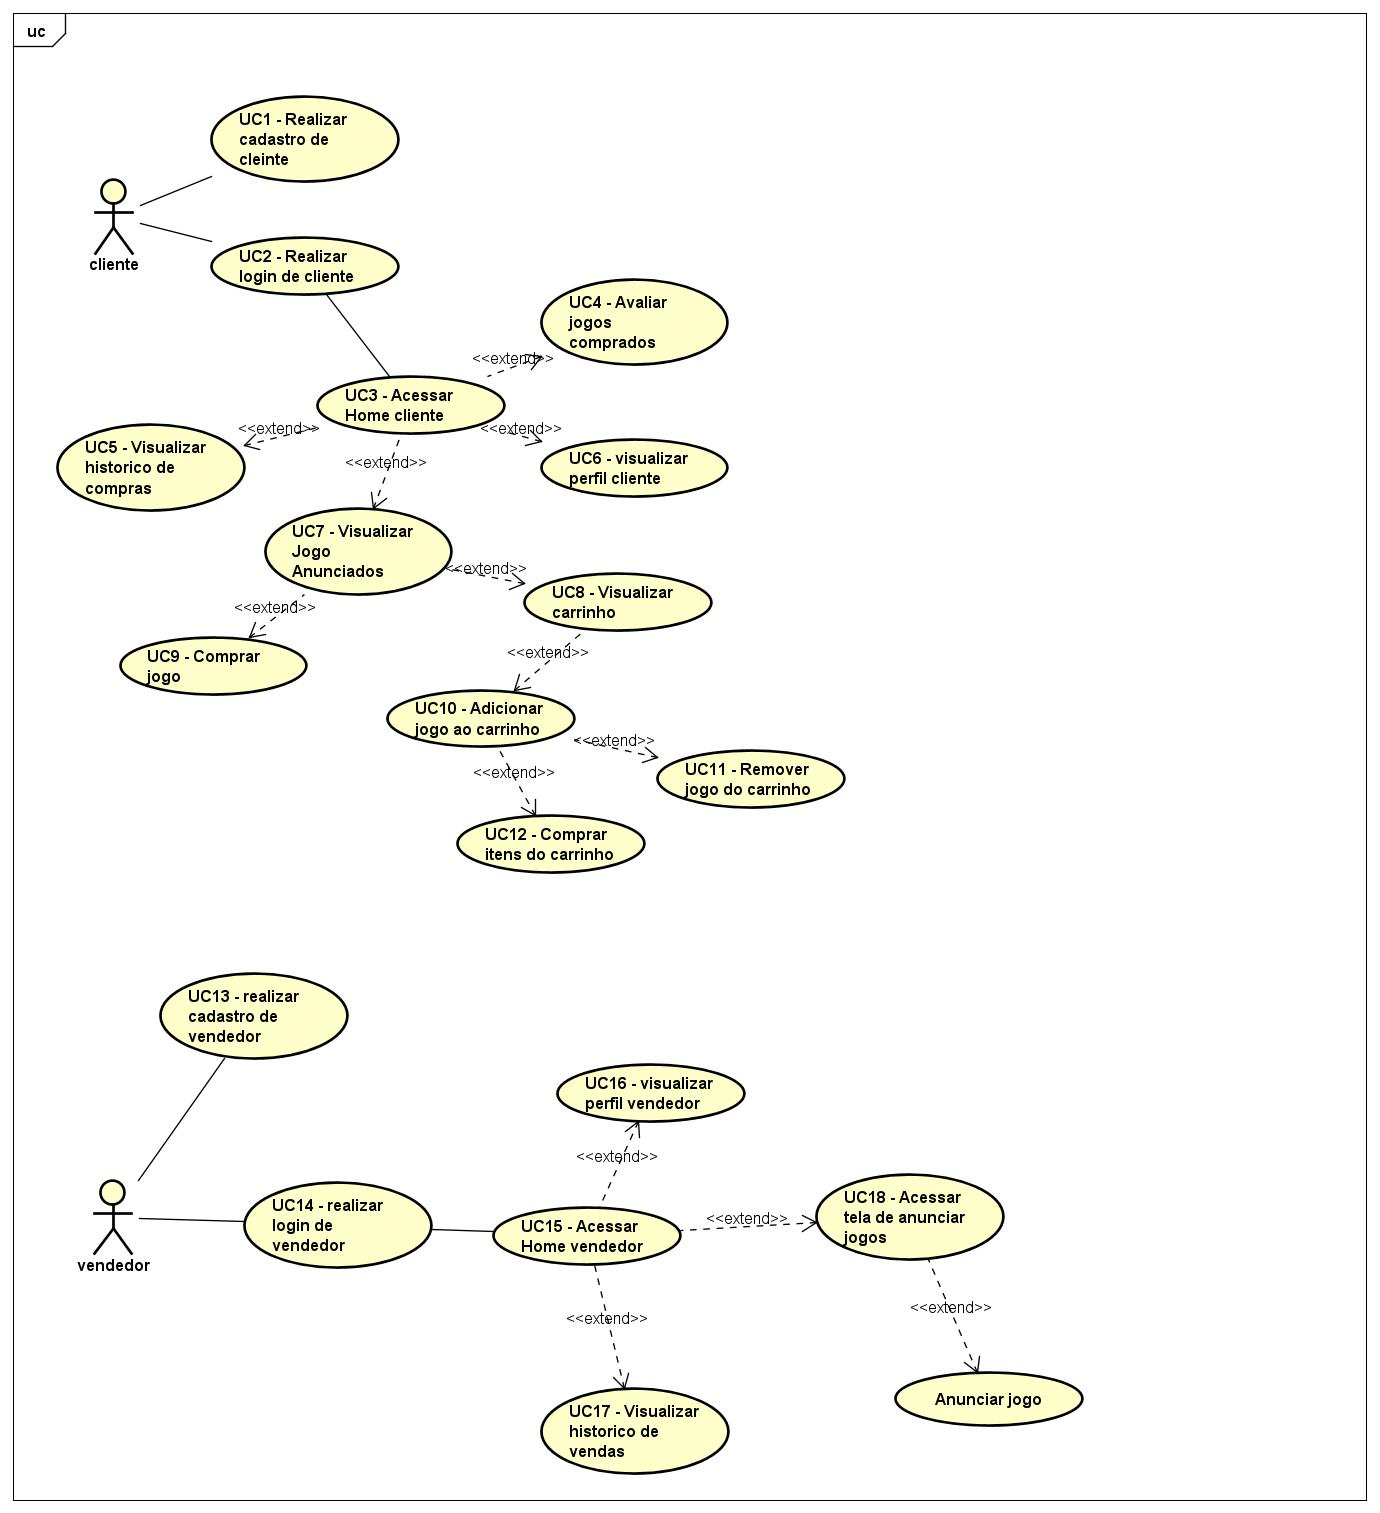 uc
UC1 - Realizar
cadastro de
cleinte
cliente
UC2 - Realizar
login de cliente
UC4 - Avaliar
jogos
comprados
<<extend>>
UC3 - Acessar
Home cliente
<<extend>>
<<extend>>
UC5 - Visualizar
historico de
compras
<<extend>>
UC6 - visualizar
perfil cliente
UC7 - Visualizar
Jogo
Anunciados
<<extend>>
UC8 - Visualizar
carrinho
<<extend>>
UC9 - Comprar
jogo
<<extend>>
UC10 - Adicionar
jogo ao carrinho
<<extend>>
UC11 - Remover
jogo do carrinho
<<extend>>
UC12 - Comprar
itens do carrinho
UC13 - realizar
cadastro de
vendedor
UC16 - visualizar
perfil vendedor
<<extend>>
vendedor
UC14 - realizar
login de
vendedor
UC15 - Acessar
Home vendedor
<<extend>>
UC18 - Acessar
tela de anunciar
jogos
<<extend>>
<<extend>>
Anunciar jogo
UC17 - Visualizar
historico de
vendas